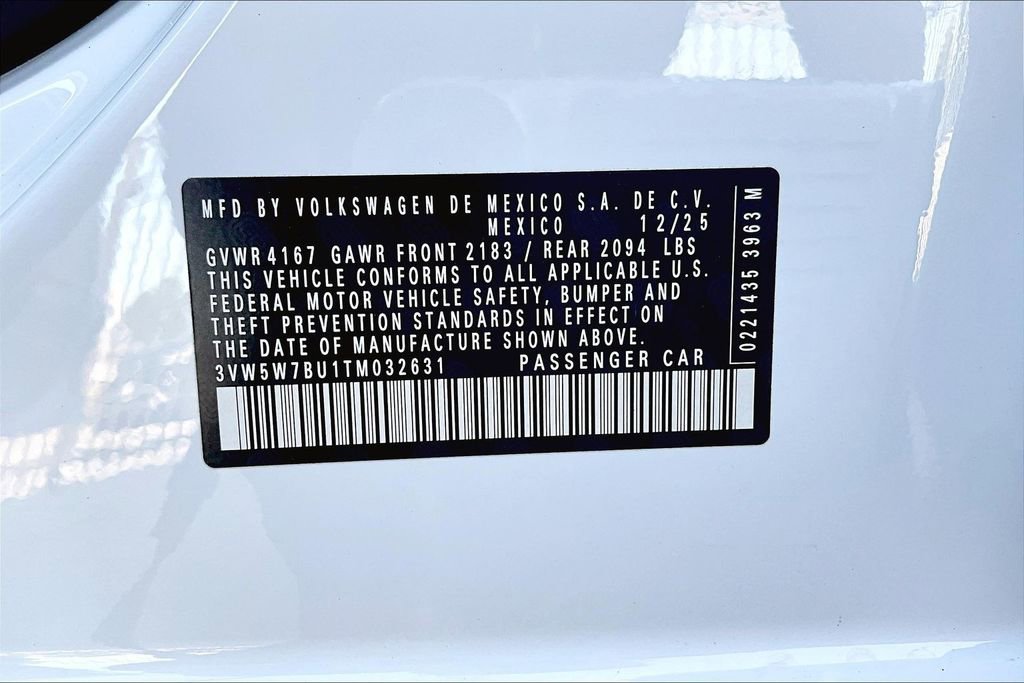 MFD BY VOLKSWAGEN DE MEXICO S.A. DE C.V.
MEXICO 12/25
GVWR 4167 GAWR FRONT 2183 / REAR 2094 LBS
THIS VEHICLE CONFORMS TO ALL APPLICABLE U.S.
FEDERAL MOTOR VEHICLE SAFETY, BUMPER AND
THEFT PREVENTION STANDARDS IN EFFECT ON
THE DATE OF MANUFACTURE SHOWN ABOVE.
3VW5W7BU1TM032631 PASSENGER CAR
0221435 3963 M